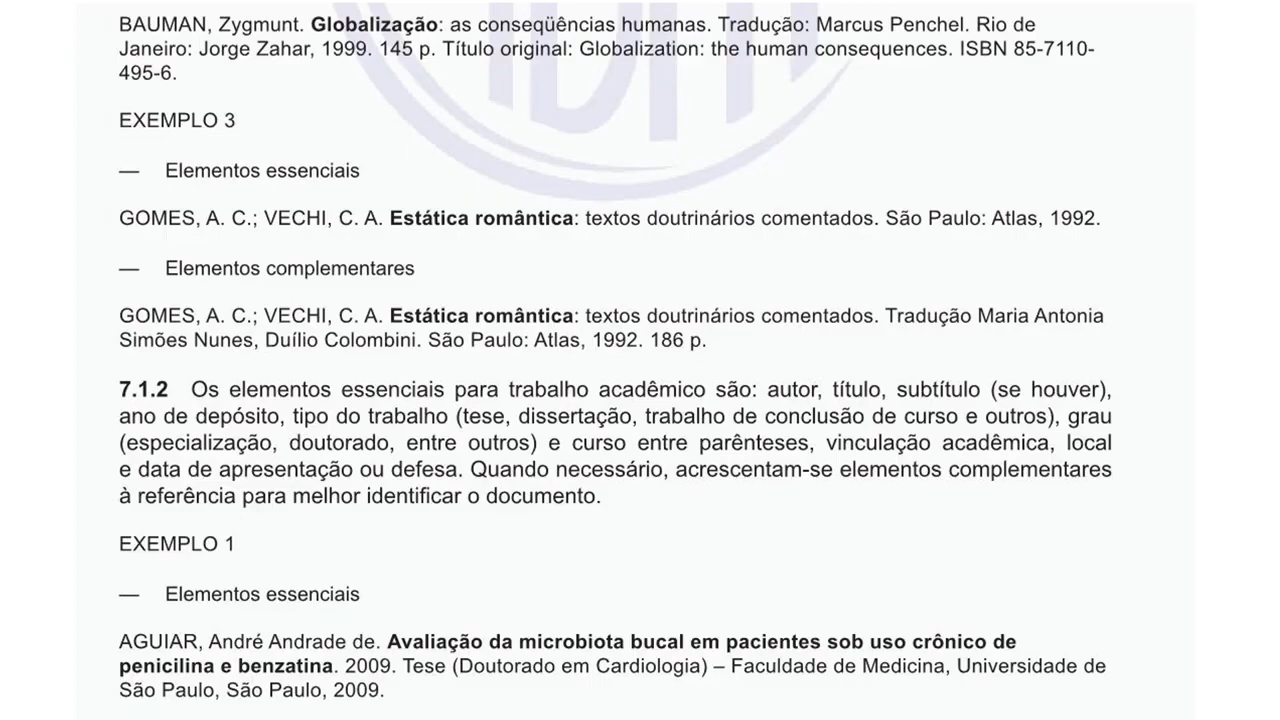 BAUMAN, Zygmunt. Globalização: as conseqüências humanas. Tradução: Marcus Penchel. Rio de
Janeiro: Jorge Zahar, 1999. 145 p. Título original: Globalization: the human consequences. ISBN 85-7110-
495-6.
EXEMPLO 3
— Elementos essenciais
GOMES, A. C.; VECHI, C. A. Estática romântica: textos doutrinários comentados. São Paulo: Atlas, 1992.
— Elementos complementares
GOMES, A. C.; VECHI, C. A. Estática romântica: textos doutrinários comentados. Tradução Maria Antonia
Simões Nunes, Duílio Colombini. São Paulo: Atlas, 1992. 186 p.
7.1.2 Os elementos essenciais para trabalho acadêmico são: autor, título, subtítulo (se houver),
ano de depósito, tipo do trabalho (tese, dissertação, trabalho de conclusão de curso e outros), grau
(especialização, doutorado, entre outros) e curso entre parênteses, vinculação acadêmica, local
e data de apresentação ou defesa. Quando necessário, acrescentam-se elementos complementares
à referência para melhor identificar o documento.
EXEMPLO 1
— Elementos essenciais
AGUIAR, André Andrade de. Avaliação da microbiota bucal em pacientes sob uso crônico de
penicilina e benzatina. 2009. Tese (Doutorado em Cardiologia) – Faculdade de Medicina, Universidade de
São Paulo, São Paulo, 2009.